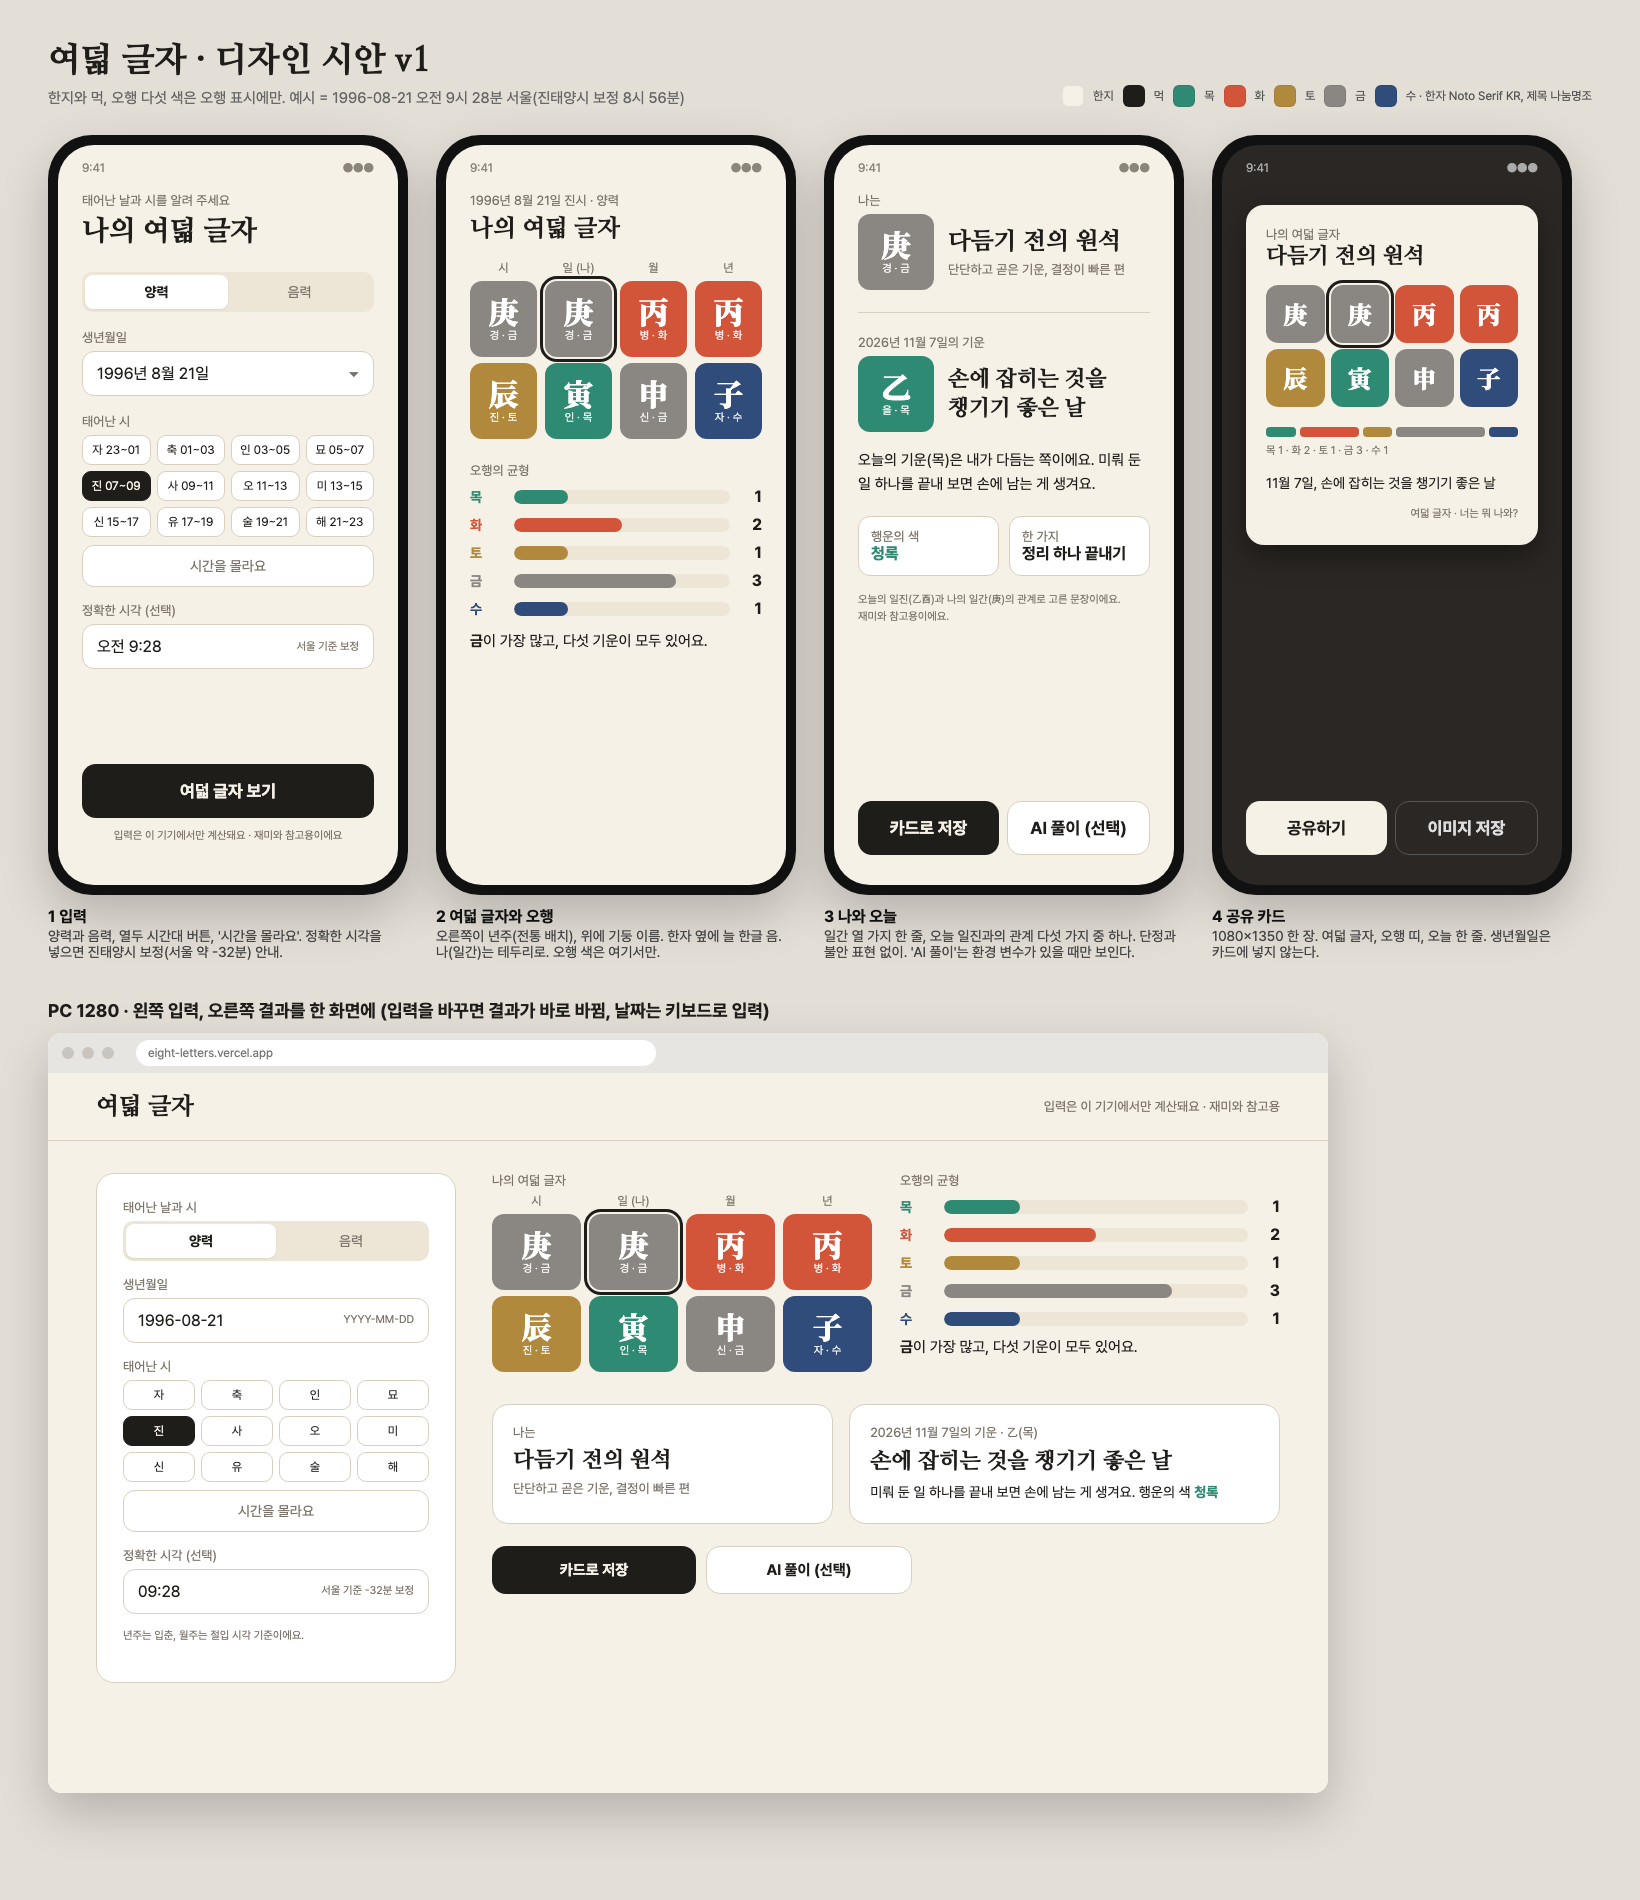 여덟 글자 · 디자인 시안 v1
한지와 먹, 오행 다섯 색은 오행 표시에만. 예시 = 1996-08-21 오전 9시 28분 서울(진태양시 보정 8시 56분)
한지 먹 목 화 토 금 수 · 한자 Noto Serif KR, 제목 나눔명조
9:41
태어난 날과 시를 알려 주세요
나의 여덟 글자
양력 음력
생년월일
1996년 8월 21일
태어난 시
자 23~01 축 01~03 인 03~05 묘 05~07
진 07~09 사 09~11 오 11~13 미 13~15
신 15~17 유 17~19 술 19~21 해 21~23
시간을 몰라요
정확한 시각 (선택)
오전 9:28 서울 기준 보정
여덟 글자 보기
입력은 이 기기에서만 계산돼요 · 재미와 참고용이에요
1 입력
양력과 음력, 열두 시간대 버튼, '시간을 몰라요'. 정확한 시각을
넣으면 진태양시 보정(서울 약 -32분) 안내.
9:41
1996년 8월 21일 진시 · 양력
나의 여덟 글자
시 일 (나) 월 년
庚 庚 丙 丙
경 · 금 경 · 금 병 · 화 병 · 화
辰 寅 申 子
진 · 토 인 · 목 신 · 금 자 · 수
오행의 균형
목 1
화 2
토 1
금 3
수 1
금이 가장 많고, 다섯 기운이 모두 있어요.
2 여덟 글자와 오행
오른쪽이 년주(전통 배치), 위에 기둥 이름. 한자 옆에 늘 한글 음.
나(일간)는 테두리로. 오행 색은 여기서만.
9:41
나는
庚
경 · 금
다듬기 전의 원석
단단하고 곧은 기운, 결정이 빠른 편
2026년 11월 7일의 기운
乙
을 · 목
손에 잡히는 것을
챙기기 좋은 날
오늘의 기운(목)은 내가 다듬는 쪽이에요. 미뤄 둔
일 하나를 끝내 보면 손에 남는 게 생겨요.
행운의 색
청록
한 가지
정리 하나 끝내기
오늘의 일진(乙酉)과 나의 일간(庚)의 관계로 고른 문장이에요.
재미와 참고용이에요.
카드로 저장 AI 풀이 (선택)
3 나와 오늘
일간 열 가지 한 줄, 오늘 일진과의 관계 다섯 가지 중 하나. 단정과
불안 표현 없이. 'AI 풀이'는 환경 변수가 있을 때만 보인다.
9:41
나의 여덟 글자
다듬기 전의 원석
庚 庚 丙 丙
辰 寅 申 子
목 1 · 화 2 · 토 1 · 금 3 · 수 1
11월 7일, 손에 잡히는 것을 챙기기 좋은 날
여덟 글자 · 너는 뭐 나와?
공유하기 이미지 저장
4 공유 카드
1080×1350 한 장. 여덟 글자, 오행 띠, 오늘 한 줄. 생년월일은
카드에 넣지 않는다.
PC 1280 · 왼쪽 입력, 오른쪽 결과를 한 화면에 (입력을 바꾸면 결과가 바로 바뀜, 날짜는 키보드로 입력)
eight-letters.vercel.app
여덟 글자
입력은 이 기기에서만 계산돼요 · 재미와 참고용
태어난 날과 시
양력 음력
생년월일
1996-08-21 YYYY-MM-DD
태어난 시
자 축 인 묘
진 사 오 미
신 유 술 해
시간을 몰라요
정확한 시각 (선택)
09:28 서울 기준 -32분 보정
년주는 입춘, 월주는 절입 시각 기준이에요.
나의 여덟 글자
시 일 (나) 월 년
庚 庚 丙 丙
경 · 금 경 · 금 병 · 화 병 · 화
辰 寅 申 子
진 · 토 인 · 목 신 · 금 자 · 수
오행의 균형
목 1
화 2
토 1
금 3
수 1
금이 가장 많고, 다섯 기운이 모두 있어요.
나는
다듬기 전의 원석
단단하고 곧은 기운, 결정이 빠른 편
2026년 11월 7일의 기운 · 乙(목)
손에 잡히는 것을 챙기기 좋은 날
미뤄 둔 일 하나를 끝내 보면 손에 남는 게 생겨요. 행운의 색 청록
카드로 저장 AI 풀이 (선택)